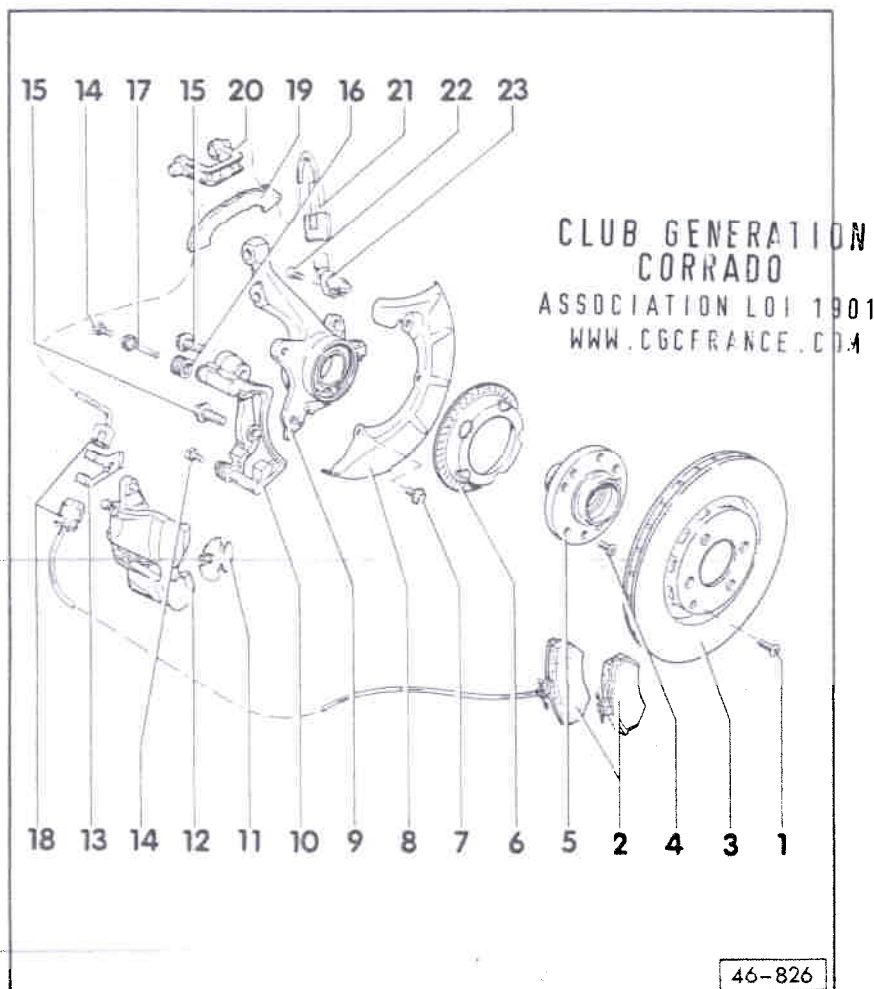 15 14 17 15 20 19 16 21 22 23
CLUB GENERATION
CORRADO
ASSOCIATION LOI 1901
WWW.CGCFRANCE.COM
18 13 14 12 11 10 9 8 7 6 5 2 4 3 1
46-826